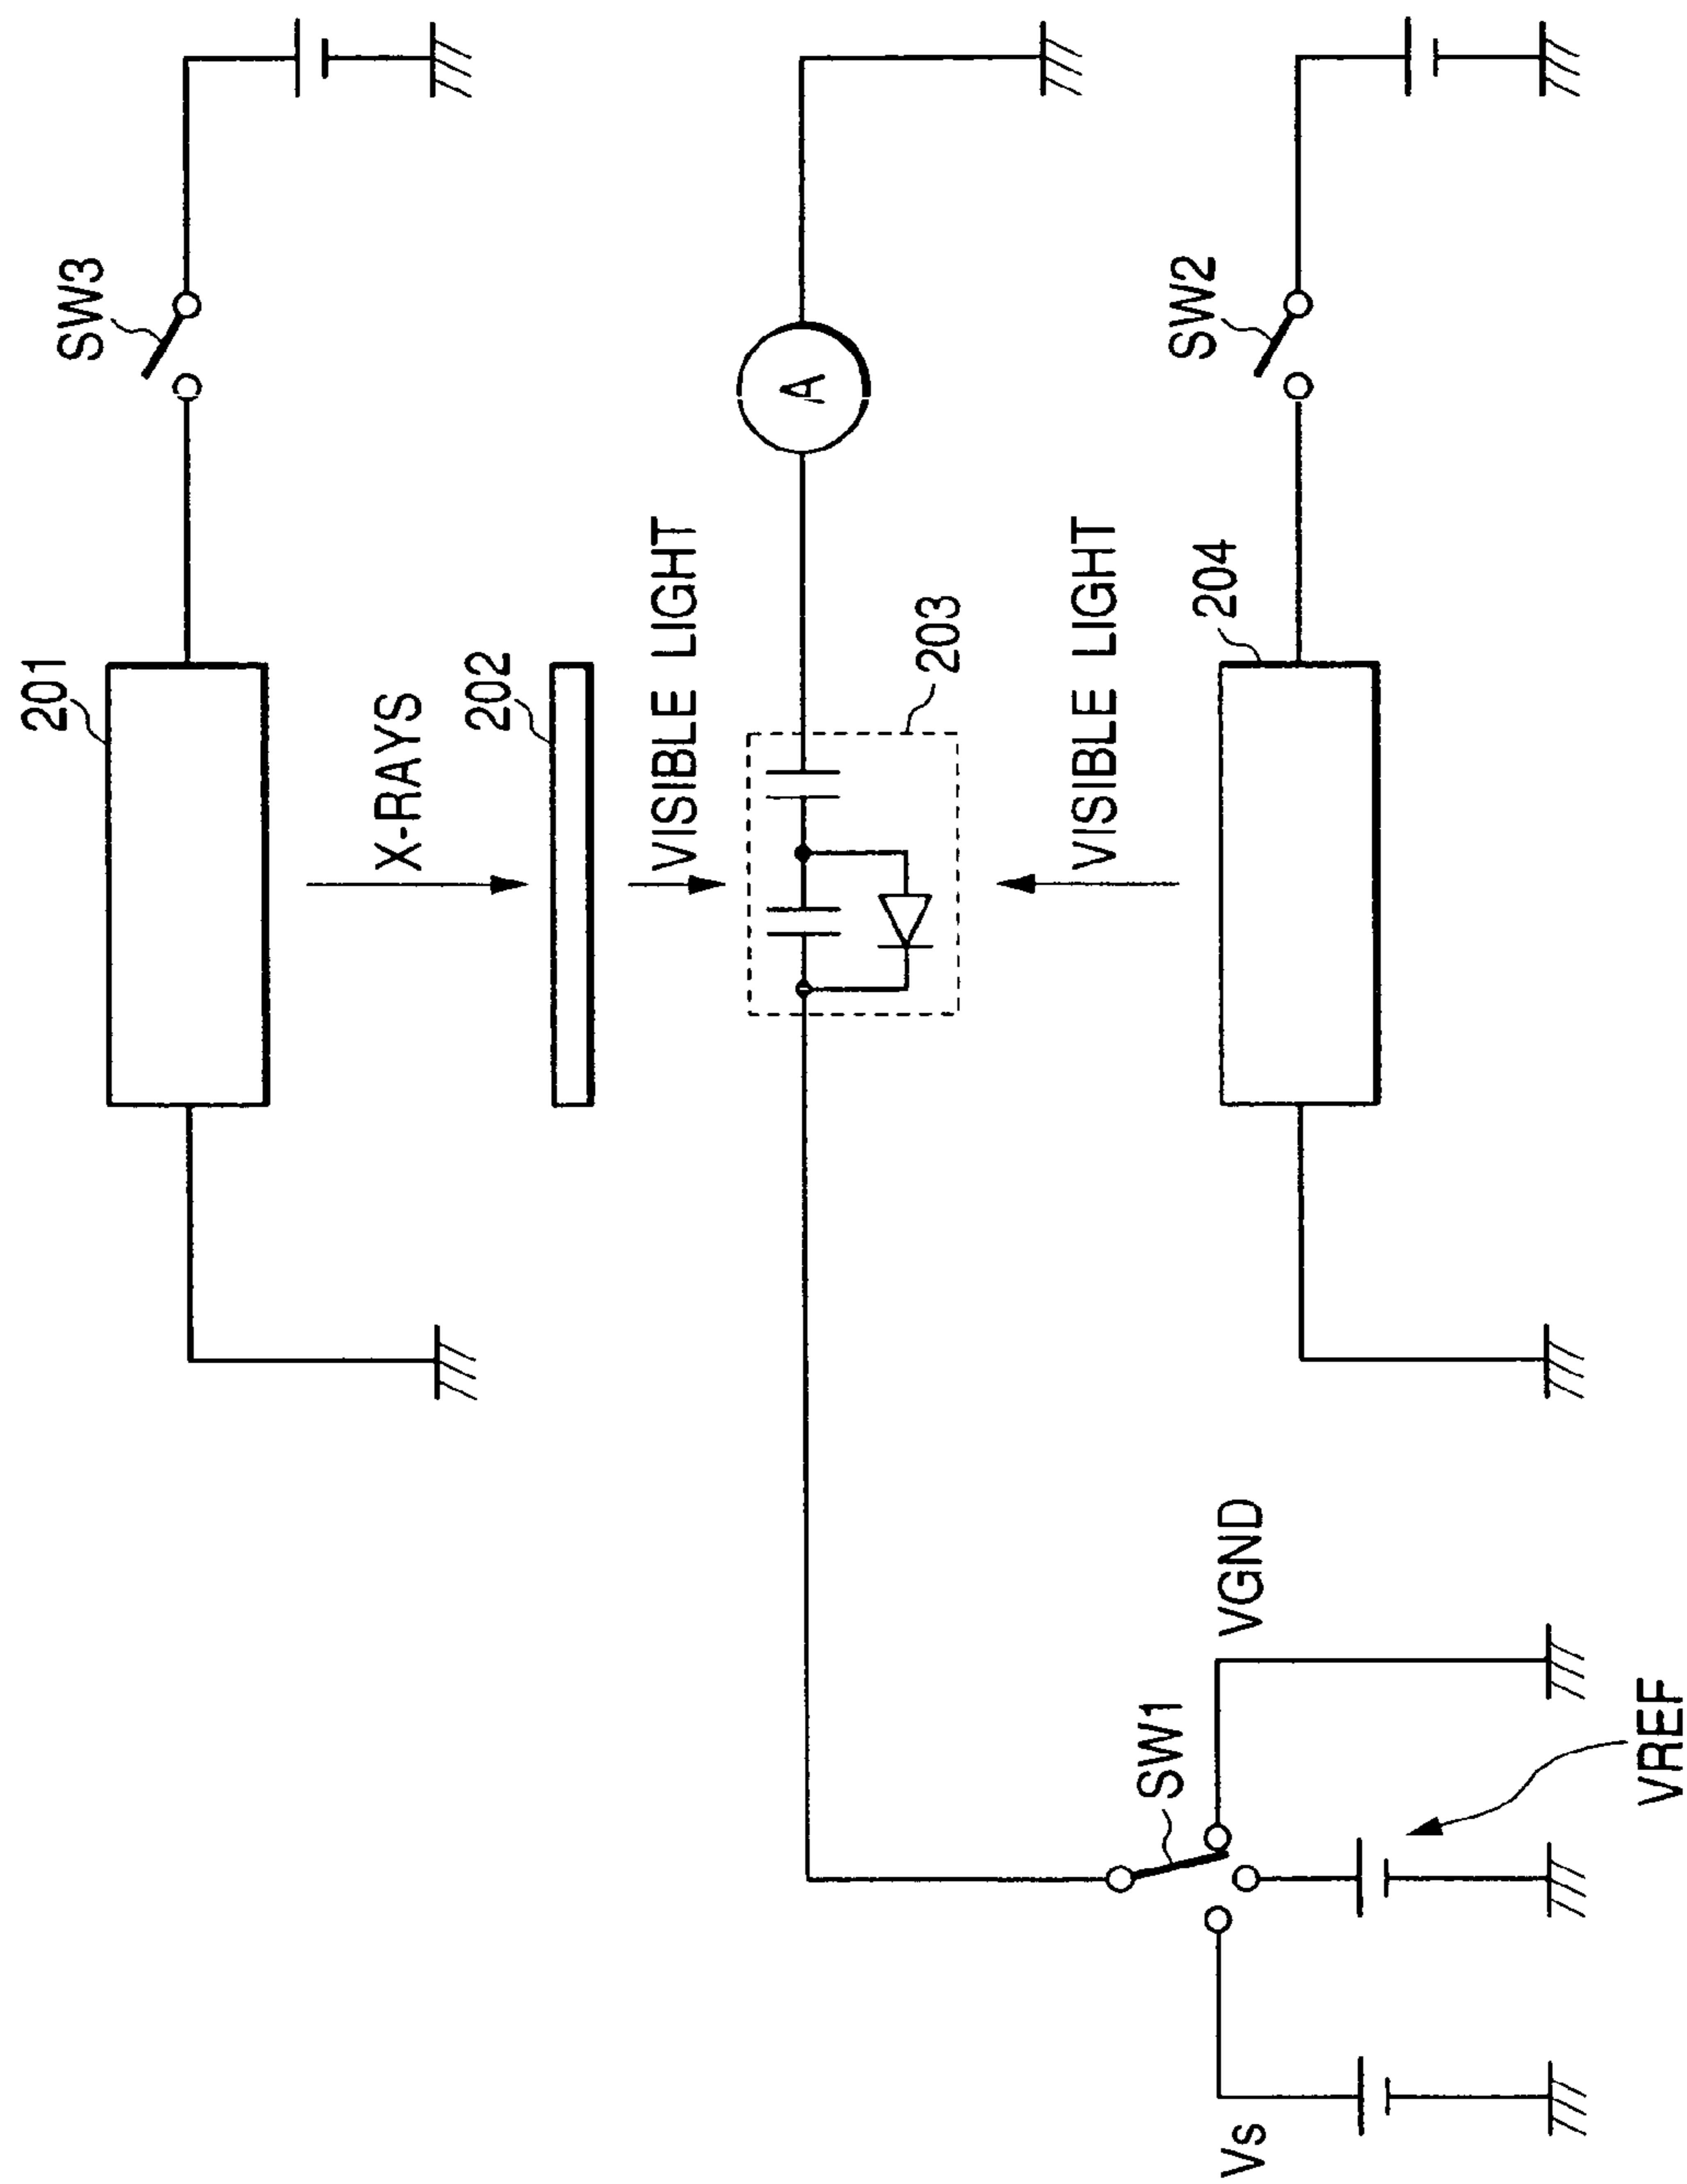 201
SW3
X-RAYS
202
VISIBLE LIGHT
A
203
VISIBLE LIGHT
204
SW2
SW1
VGND
Vs
VREF